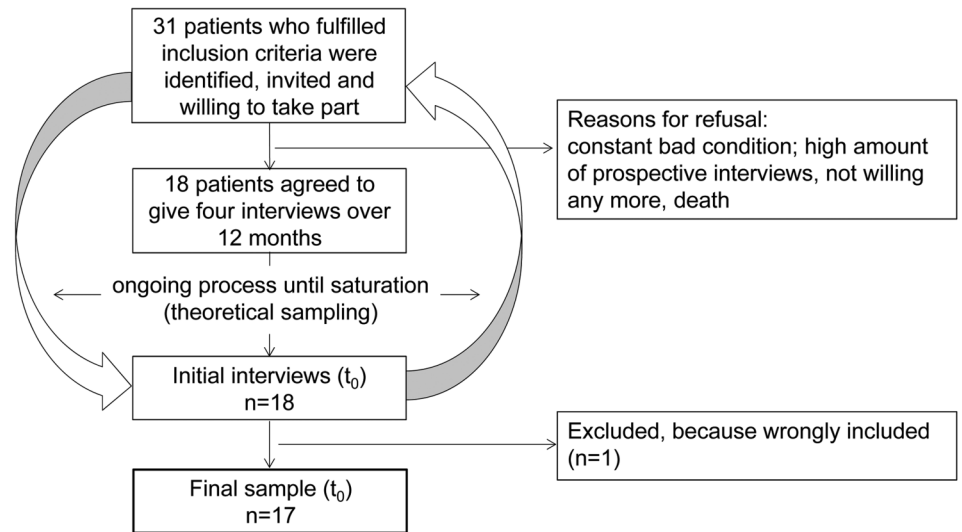 31 patients who fulfilled
inclusion criteria were
identified, invited and
willing to take part
Reasons for refusal:
constant bad condition; high amount
of prospective interviews, not willing
any more, death
18 patients agreed to
give four interviews over
12 months
ongoing process until saturation
(theoretical sampling)
Initial interviews (t₀)
n=18
Excluded, because wrongly included
(n=1)
Final sample (t₀)
n=17